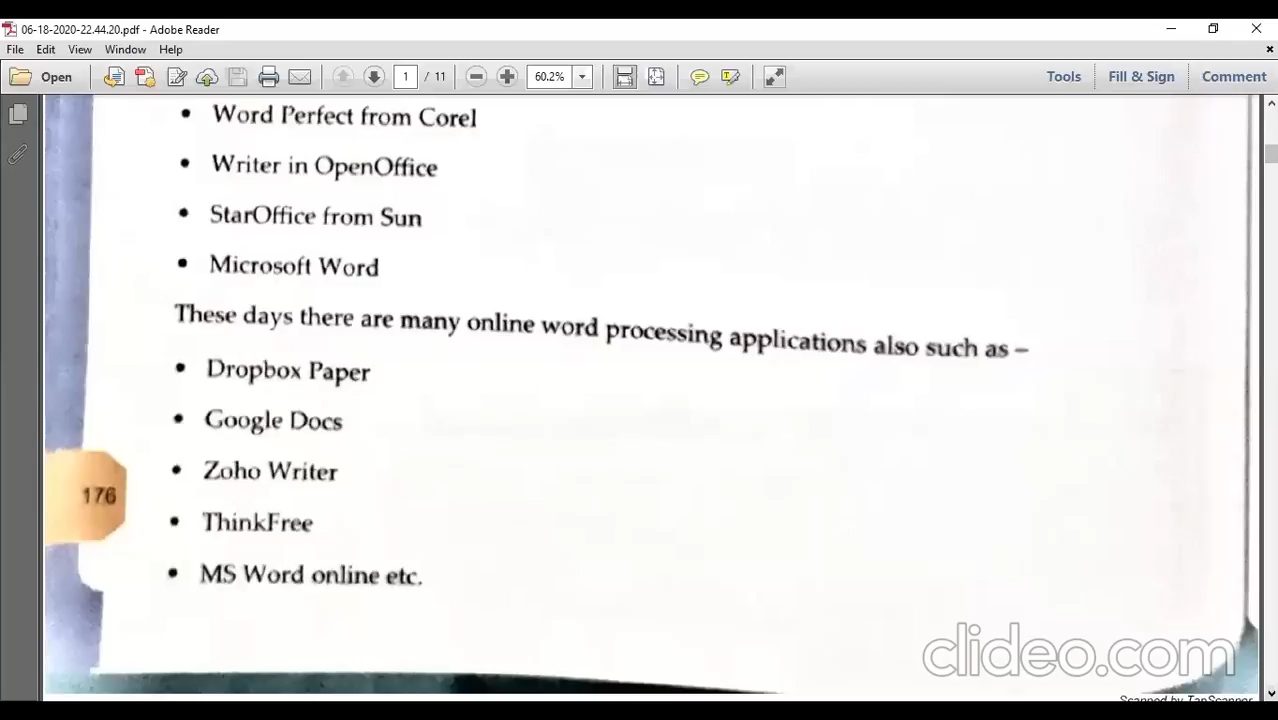 06-18-2020-22.44.20.pdf - Adobe Reader
File Edit View Window Help
Open 1 / 11 60.2% Tools Fill & Sign Comment
• Word Perfect from Corel
• Writer in OpenOffice
• StarOffice from Sun
• Microsoft Word
These days there are many online word processing applications also such as –
• Dropbox Paper
• Google Docs
• Zoho Writer
176
• ThinkFree
• MS Word online etc.
clideo.com
Scanned by TapScanner